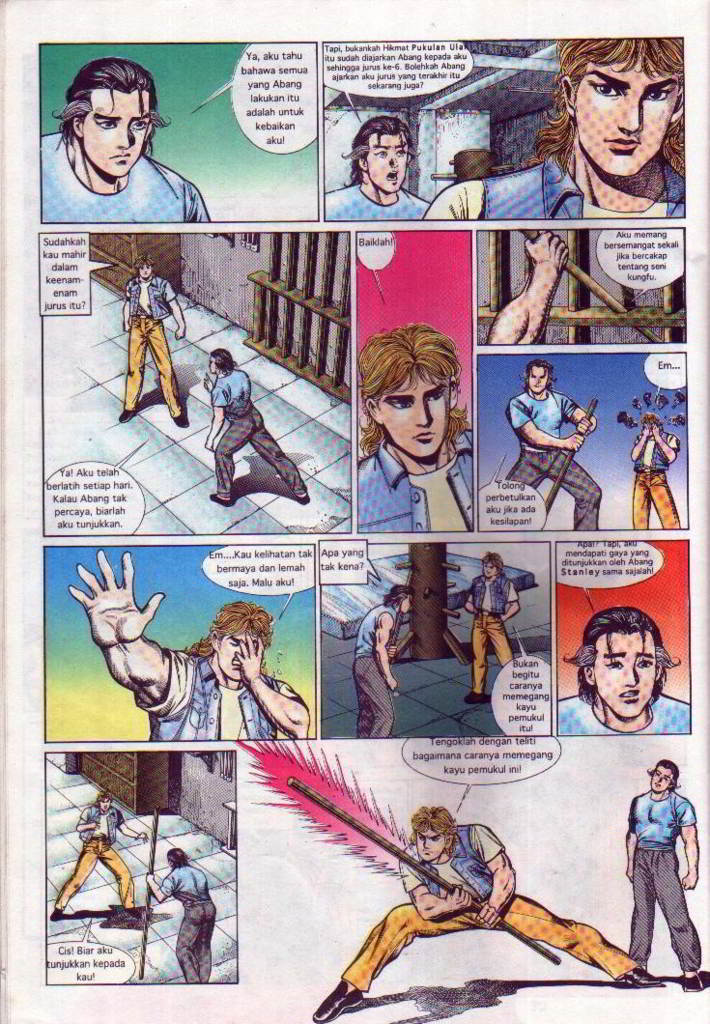 Ya, aku tahu
bahawa semua
yang Abang
lakukan itu
adalah untuk
kebaikan
aku!
Tapi, bukankah Hikmat Pukulan Ular
itu sudah diajarkan Abang kepada aku
sehingga jurus ke-6. Bolehkah Abang
ajarkan aku jurus yang terakhir itu
sekarang juga?
Sudahkah
kau mahir
dalam
keenam-
enam
jurus itu?
Ya! Aku telah
berlatih setiap hari.
Kalau Abang tak
percaya, biarlah
aku tunjukkan.
Baiklah!
Aku memang
bersemangat sekali
jika bercakap
tentang seni
kungfu.
Em...
Tolong
perbetulkan
aku jika ada
kesilapan!
Em....Kau kelihatan tak
bermaya dan lemah
saja. Malu aku!
Apa yang
tak kena?
Bukan
begitu
caranya
memegang
kayu
pemukul
itu!
Apa? Tapi, aku
mendapati gaya yang
ditunjukkan oleh Abang
Stanley sama sajalah!
Cis! Biar aku
tunjukkan kepada
kau!
Tengoklah dengan teliti
bagaimana cara memegang
kayu pemukul ini!